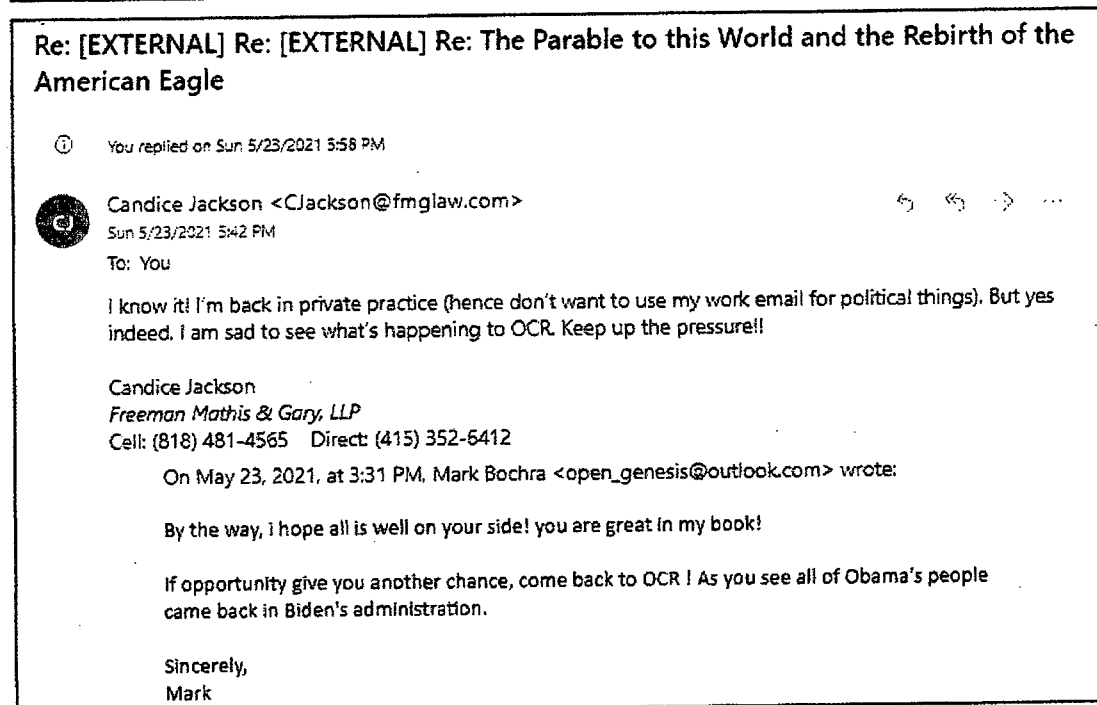 Re: [EXTERNAL] Re: [EXTERNAL] Re: The Parable to this World and the Rebirth of the
American Eagle
You replied on Sun 5/23/2021 5:58 PM
Candice Jackson <CJackson@fmglaw.com>
Sun 5/23/2021 5:42 PM
To: You
I know it! I'm back in private practice (hence don't want to use my work email for political things). But yes
indeed. I am sad to see what's happening to OCR. Keep up the pressure!!
Candice Jackson
Freeman Mathis & Gary, LLP
Cell: (818) 481-4565 Direct: (415) 352-6412
On May 23, 2021, at 3:31 PM, Mark Bochra <open_genesis@outlook.com> wrote:
By the way, i hope all is well on your side! you are great in my book!
If opportunity give you another chance, come back to OCR ! As you see all of Obama's people
came back in Biden's administration.
Sincerely,
Mark